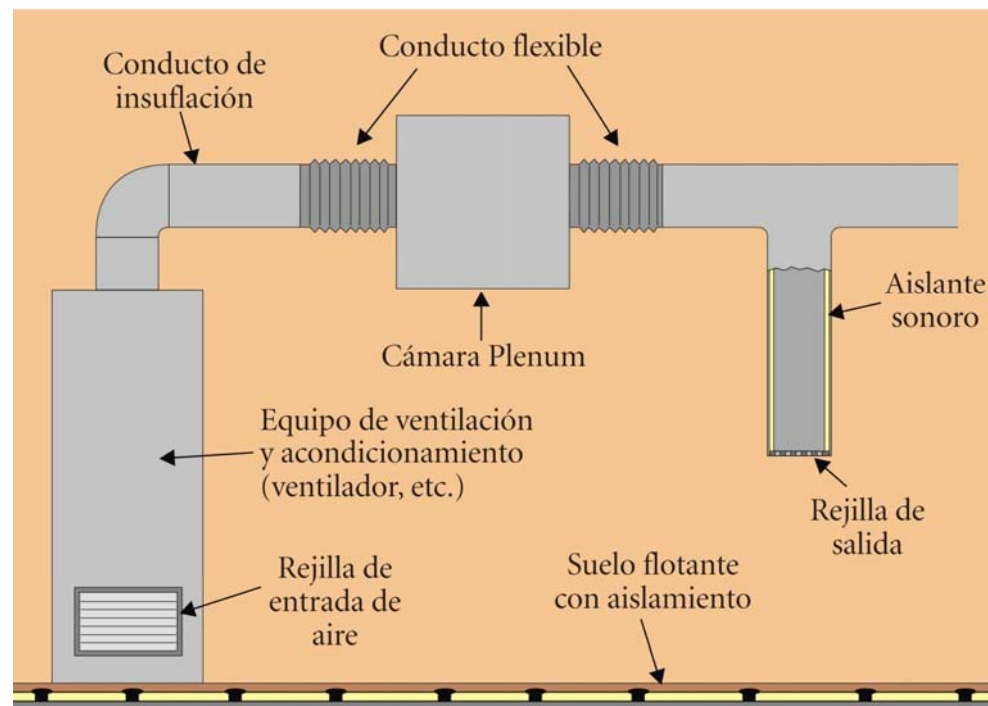 Conducto de
insuflación
Conducto flexible
Cámara Plenum
Aislante
sonoro
Equipo de ventilación
y acondicionamiento
(ventilador, etc.)
Rejilla de
salida
Rejilla de
entrada de
aire
Suelo flotante
con aislamiento